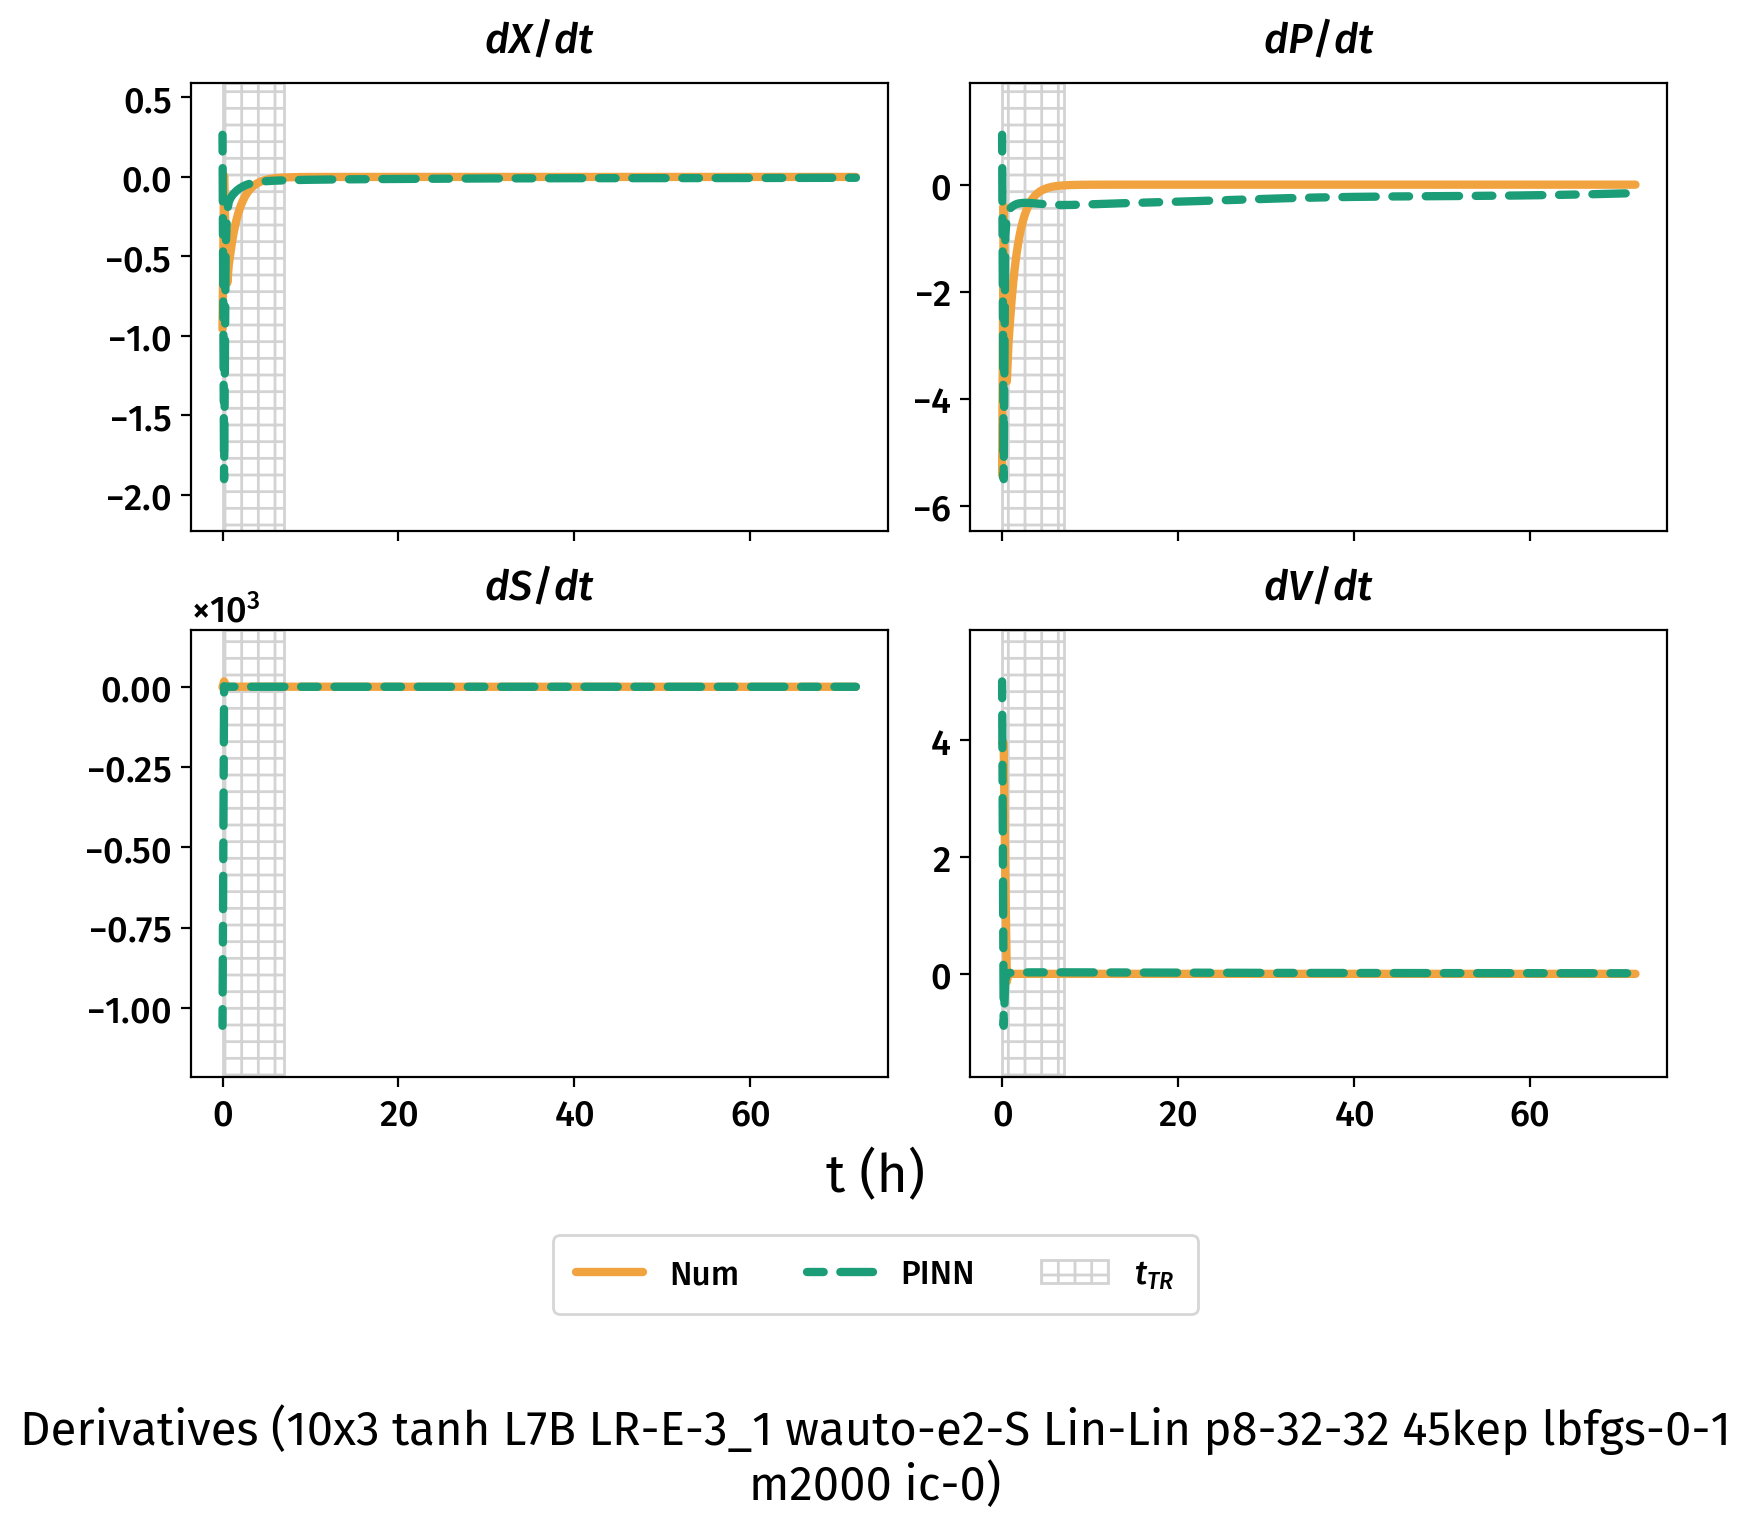 dX/dt
dP/dt
0.5
0.0
−0.5
−1.0
−1.5
−2.0
0
−2
−4
−6
dS/dt
dV/dt
×10³
0.00
−0.25
−0.50
−0.75
−1.00
0 20 40 60
4
2
0
0 20 40 60
t (h)
Num PINN t_TR
Derivatives (10x3 tanh L7B LR-E-3_1 wauto-e2-S Lin-Lin p8-32-32 45kep lbfgs-0-1
m2000 ic-0)